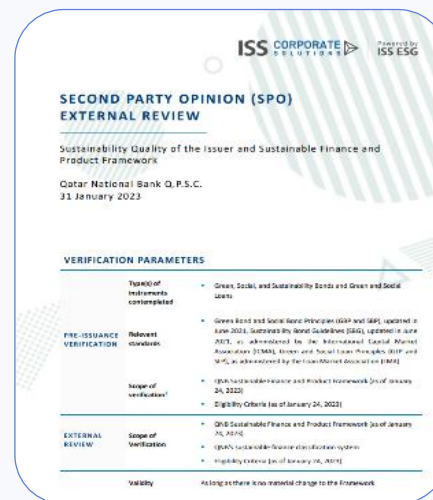 ISS CORPORATE SOLUTIONS Powered by ISS ESG
SECOND PARTY OPINION (SPO)
EXTERNAL REVIEW
Sustainability Quality of the Issuer and Sustainable Finance and
Product Framework
Qatar National Bank Q.P.S.C.
31 January 2023
VERIFICATION PARAMETERS
PRE-ISSUANCE VERIFICATION
Type(s) of instruments contemplated
• Green, Social, and Sustainability Bonds and Green and Social
Loans
Relevant standards
• Green Bond and Social Bond Principles (GBP and SBP), updated in
June 2021, Sustainability Bond Guidelines (SBG), updated in June
2021, as administered by the International Capital Market
Association (ICMA), Green and Social Loan Principles (GLP and
SLP), as administered by the Loan Market Association (LMA)
Scope of verification¹
• QNB Sustainable Finance and Product Framework (as of January
24, 2023)
• Eligibility Criteria (as of January 24, 2023)
EXTERNAL REVIEW
Scope of Verification
• QNB Sustainable Finance and Product Framework (as of January
24, 2023)
• QNB's sustainable finance classification system
• Eligibility Criteria (as of January 24, 2023)
Validity
As long as there is no material change to the Framework